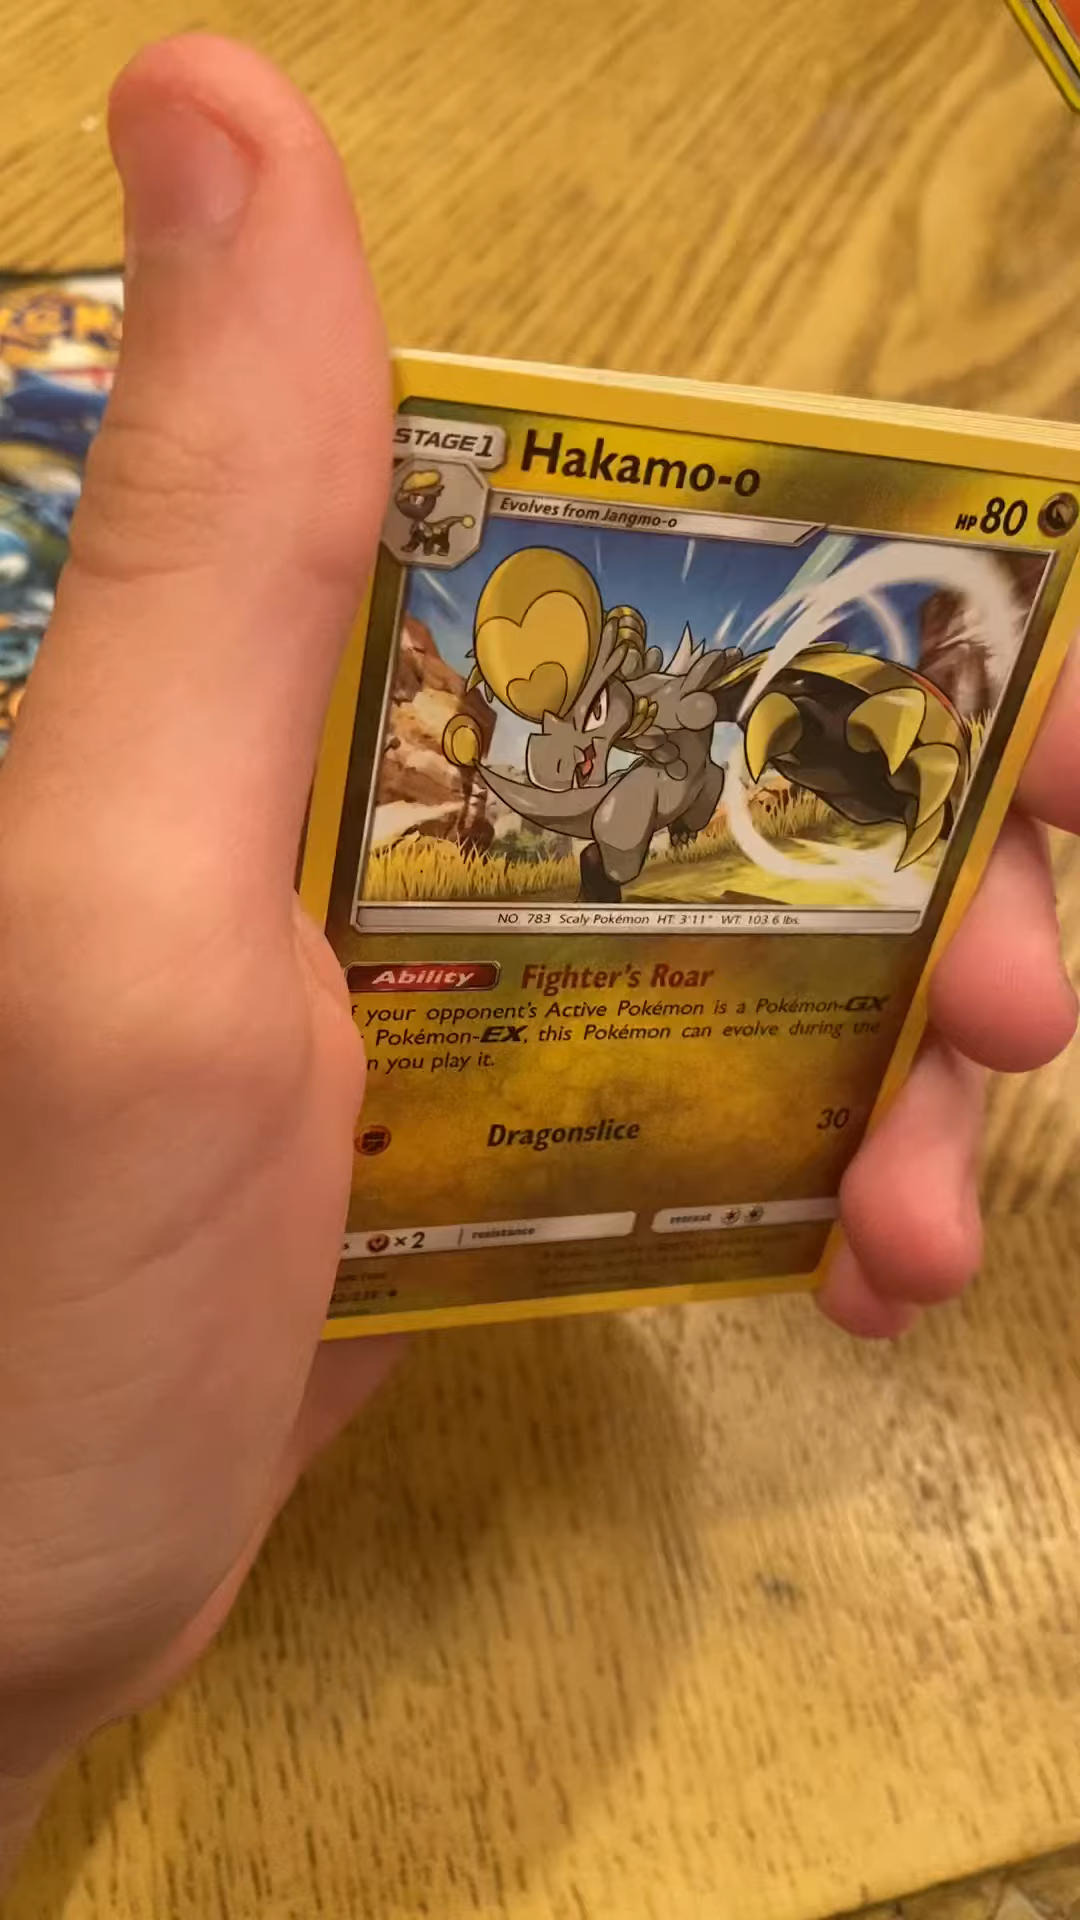 STAGE1
Hakamo-o
HP 80
Evolves from Jangmo-o
NO. 783 Scaly Pokémon HT: 3'11" WT: 103.6 lbs.
Ability Fighter's Roar
f your opponent's Active Pokémon is a Pokémon-GX
Pokémon-EX, this Pokémon can evolve during the
n you play it.
Dragonslice 30
s ×2 resistance retreat